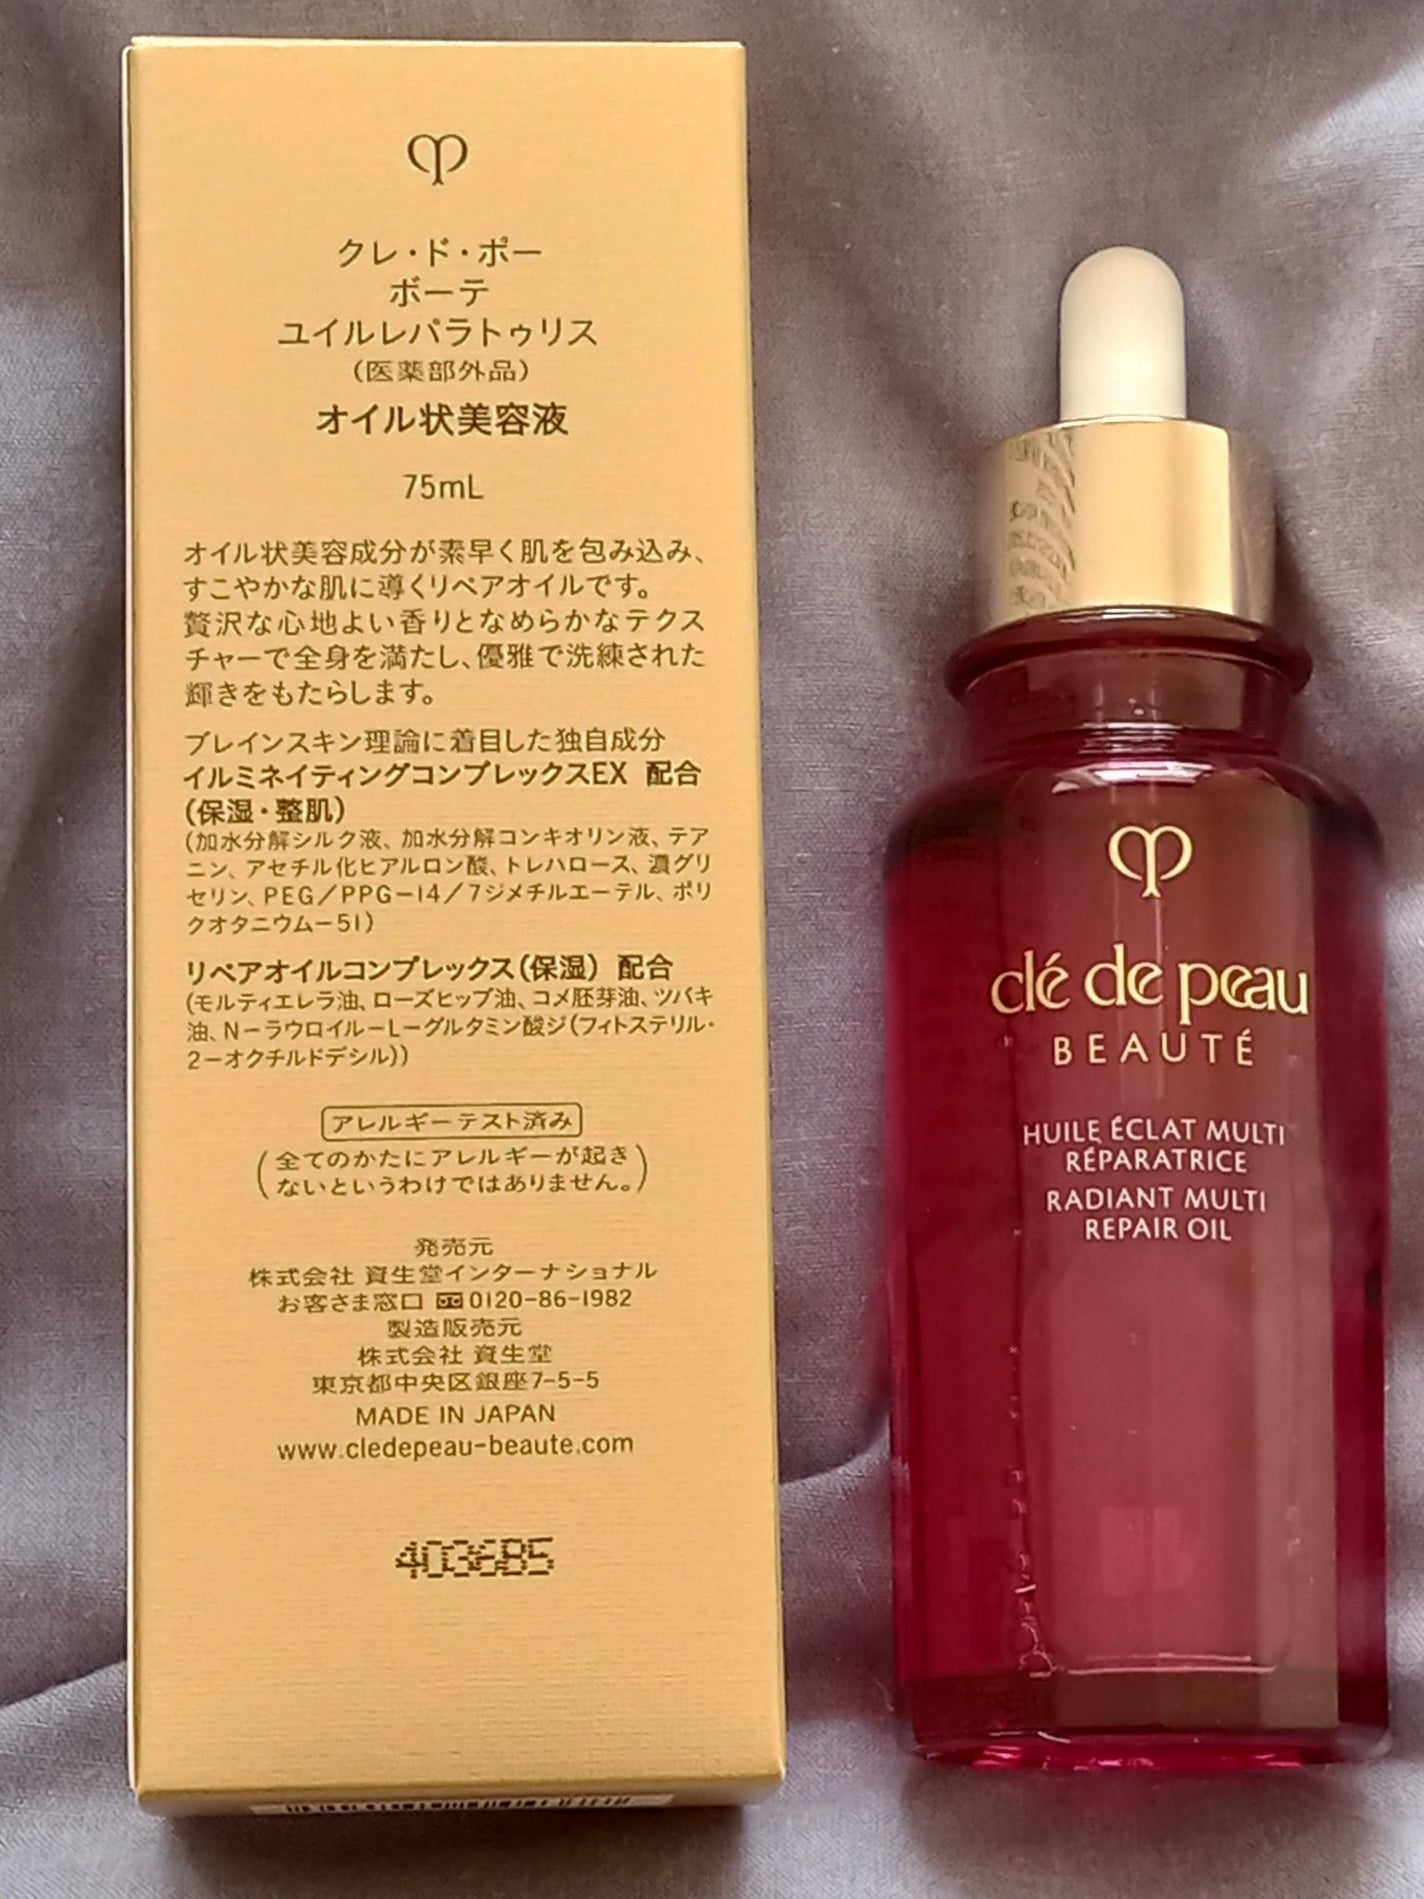 クレ・ド・ポー
ボーテ
ユイルレパラトゥリス
（医薬部外品）
オイル状美容液
75mL
オイル状美容成分が素早く肌を包み込み、
すこやかな肌に導くリペアオイルです。
贅沢な心地よい香りとなめらかなテクス
チャーで全身を満たし、優雅で洗練された
輝きをもたらします。
ブレインスキン理論に着目した独自成分
イルミネイティングコンプレックスEX 配合
（保湿・整肌）
(加水分解シルク液、加水分解コンキオリン液、テア
ニン、アセチル化ヒアルロン酸、トレハロース、濃グリ
セリン、PEG／PPG－14／7ジメチルエーテル、ポリ
クオタニウム－51)
リペアオイルコンプレックス（保湿） 配合
(モルティエレラ油、ローズヒップ油、コメ胚芽油、ツバキ
油、N－ラウロイル－L－グルタミン酸ジ(フィトステリル・
2－オクチルドデシル))
アレルギーテスト済み
(全てのかたにアレルギーが起き
ないというわけではありません。)
発売元
株式会社 資生堂インターナショナル
お客さま窓口 0120-86-1982
製造販売元
株式会社 資生堂
東京都中央区銀座7-5-5
MADE IN JAPAN
www.cledepeau-beaute.com
4036B5
clé de peau
BEAUTÉ
HUILE ÉCLAT MULTI
RÉPARATRICE
RADIANT MULTI
REPAIR OIL